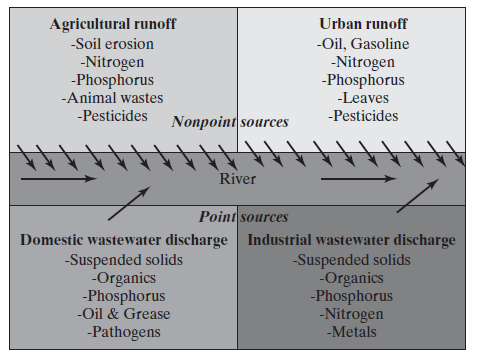 Agricultural runoff
-Soil erosion
-Nitrogen
-Phosphorus
-Animal wastes
-Pesticides
Urban runoff
-Oil, Gasoline
-Nitrogen
-Phosphorus
-Leaves
-Pesticides
Nonpoint sources
River
Point sources
Domestic wastewater discharge
-Suspended solids
-Organics
-Phosphorus
-Oil & Grease
-Pathogens
Industrial wastewater discharge
-Suspended solids
-Organics
-Phosphorus
-Nitrogen
-Metals